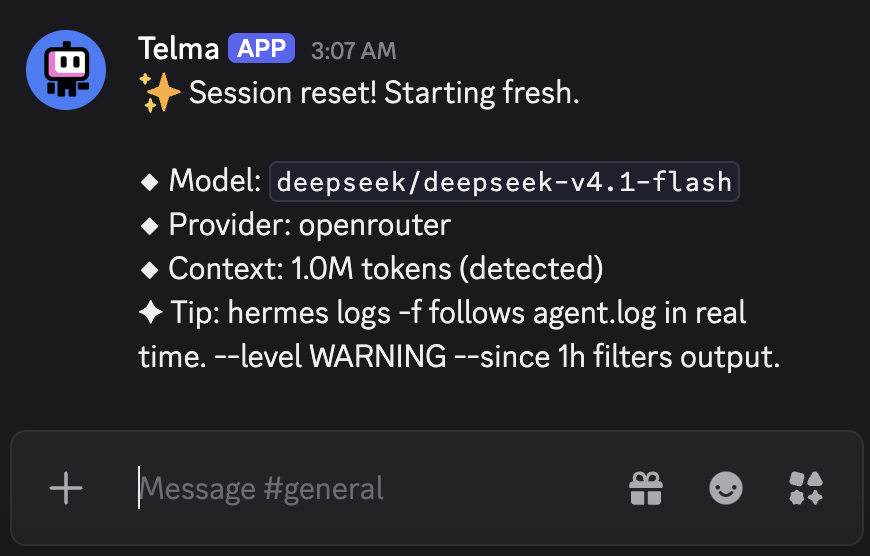 Telma APP 3:07 AM
✨ Session reset! Starting fresh.
◆ Model: deepseek/deepseek-v4.1-flash
◆ Provider: openrouter
◆ Context: 1.0M tokens (detected)
✦ Tip: hermes logs -f follows agent.log in real
time. --level WARNING --since 1h filters output.
Message #general